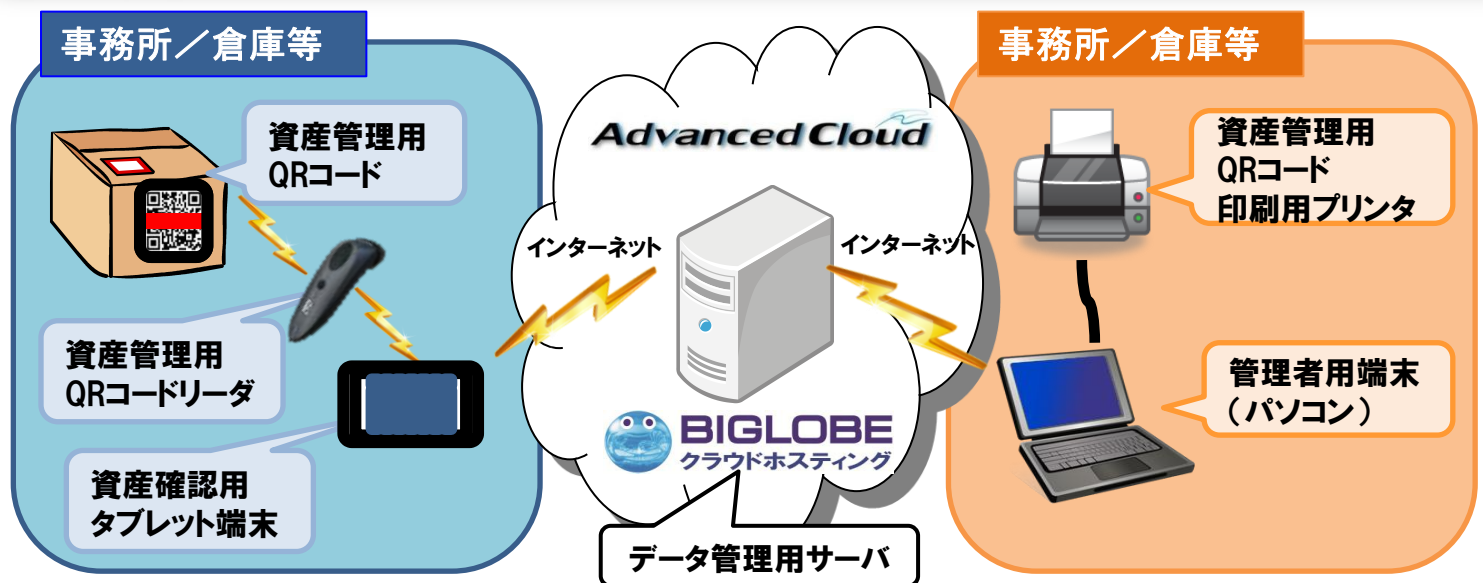 事務所／倉庫等
資産管理用
QRコード
資産管理用
QRコードリーダ
資産確認用
タブレット端末
Advanced Cloud
インターネット
インターネット
BIGLOBE
クラウドホスティング
データ管理用サーバ
事務所／倉庫等
資産管理用
QRコード
印刷用プリンタ
管理者用端末
（パソコン）